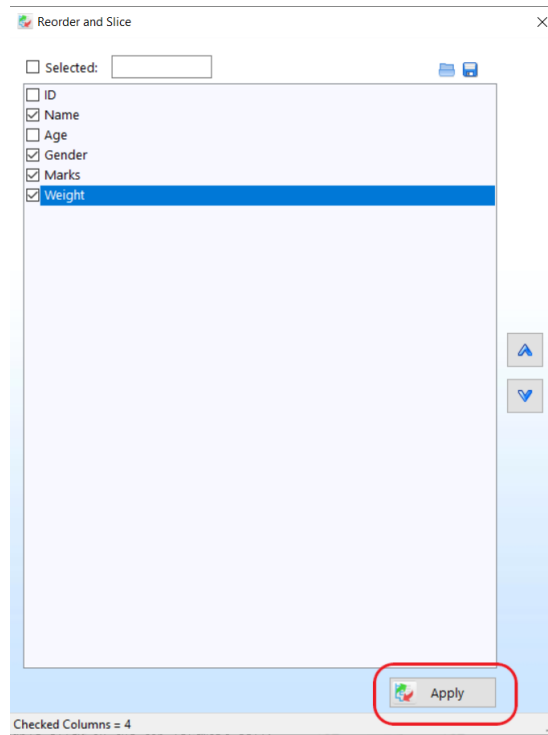 Reorder and Slice
Selected:
ID
Name
Age
Gender
Marks
Weight
Apply
Checked Columns = 4